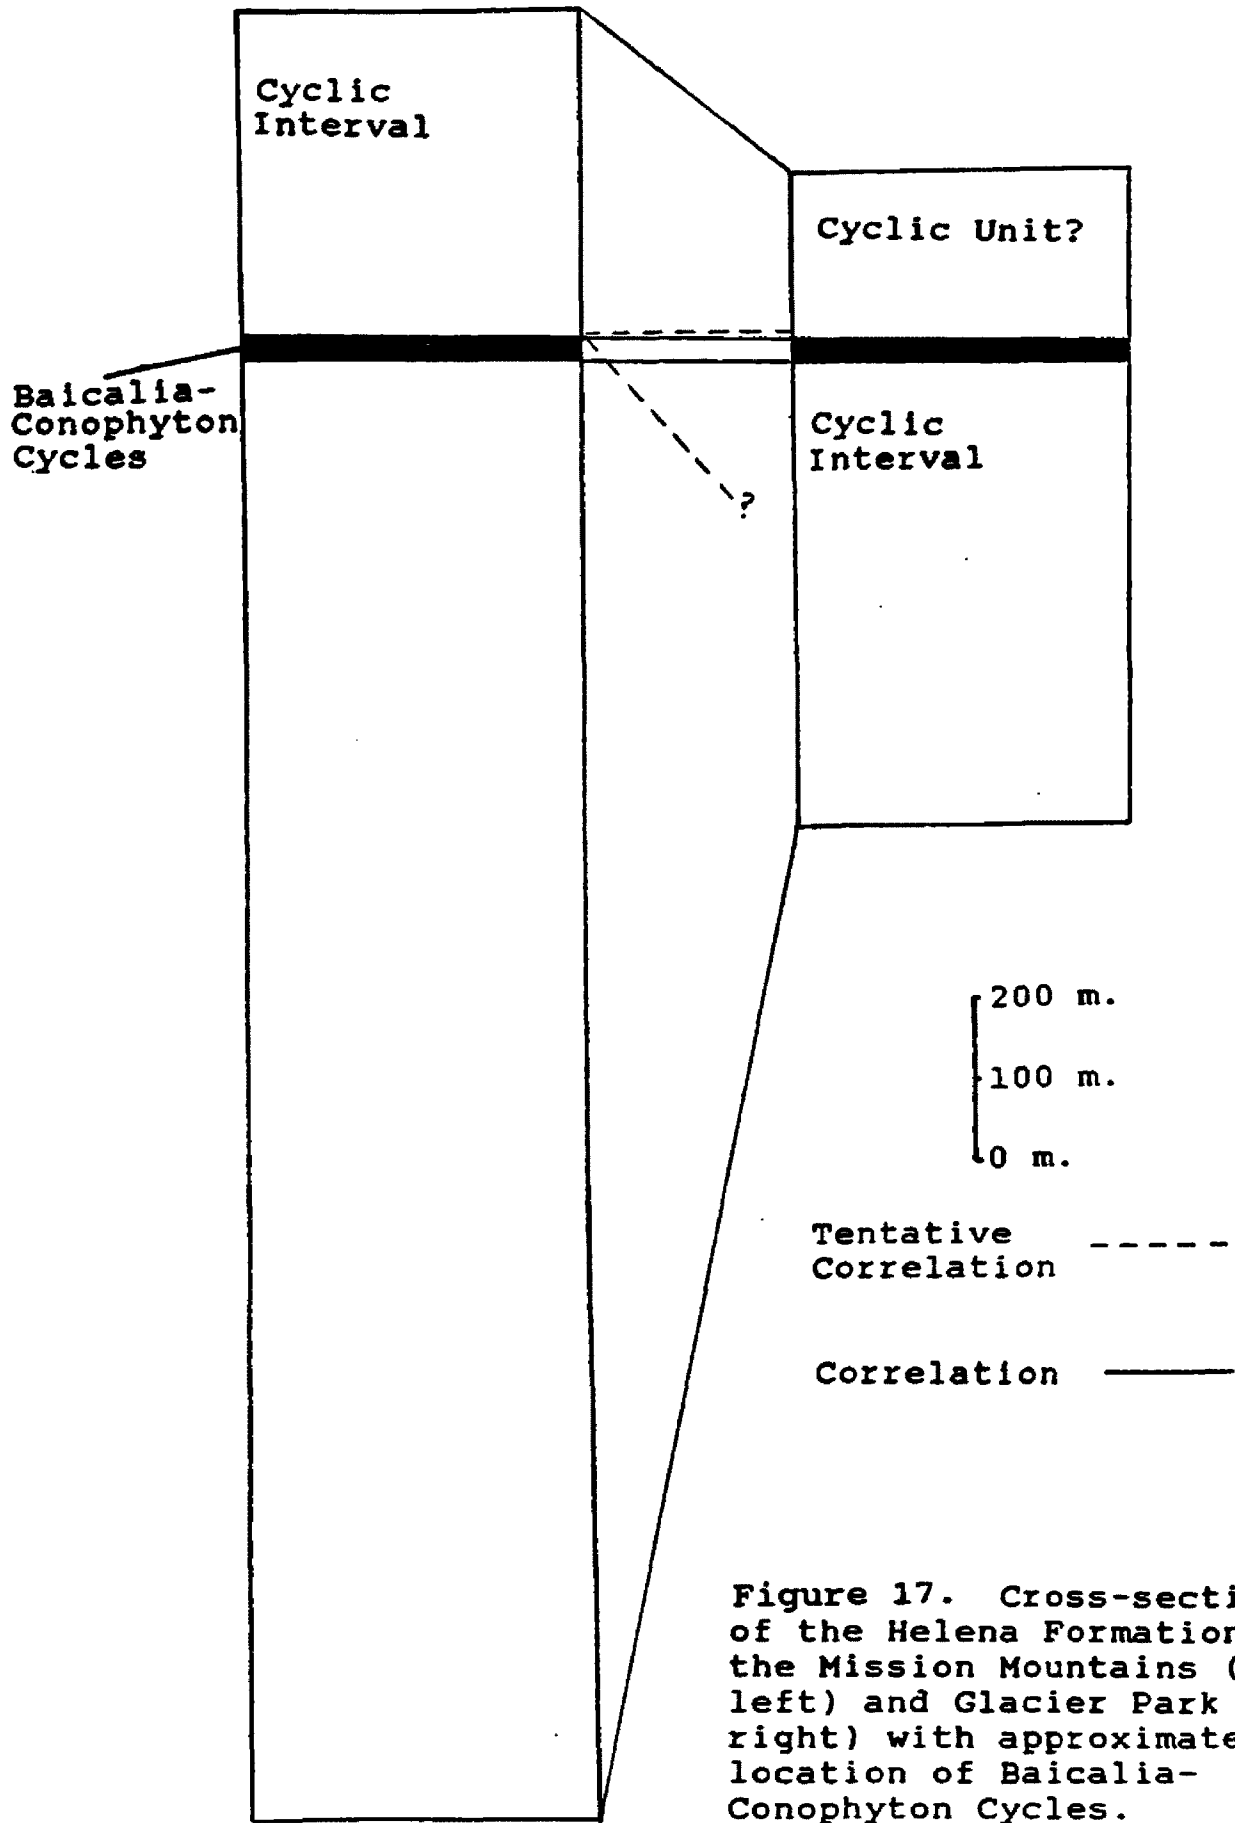 Cyclic
Interval
Cyclic Unit?
Baicalia-
Conophyton
Cycles
Cyclic
Interval
?
200 m.
100 m.
0 m.
Tentative
Correlation
Correlation
Figure 17. Cross-secti
of the Helena Formation
the Mission Mountains (
left) and Glacier Park
right) with approximate
location of Baicalia-
Conophyton Cycles.